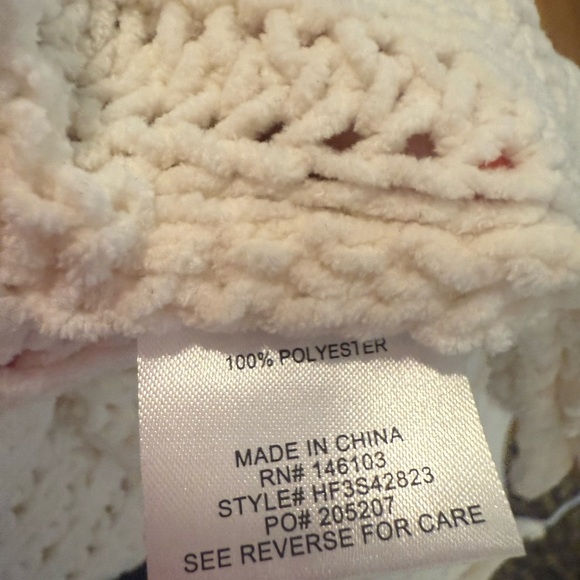 100% POLYESTER
MADE IN CHINA
RN# 146103
STYLE# HF3S42823
PO# 205207
SEE REVERSE FOR CARE